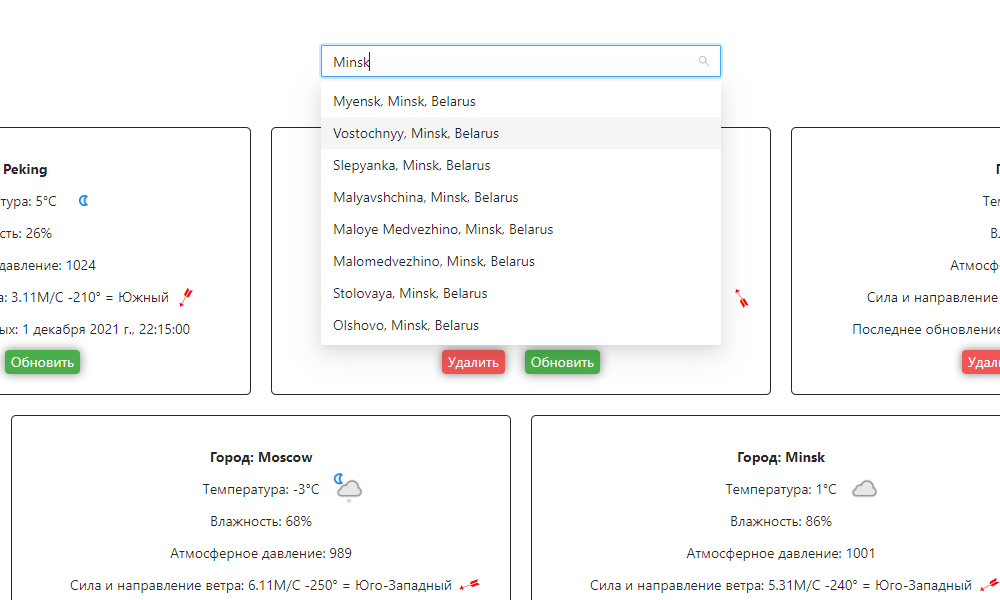 Minsk
Myensk, Minsk, Belarus
Vostochnyy, Minsk, Belarus
Slepyanka, Minsk, Belarus
Malyavshchina, Minsk, Belarus
Maloye Medvezhino, Minsk, Belarus
Malomedvezhino, Minsk, Belarus
Stolovaya, Minsk, Belarus
Olshovo, Minsk, Belarus
Peking
тура: 5°C
сть: 26%
давление: 1024
а: 3.11М/С -210° = Южный
ых: 1 декабря 2021 г., 22:15:00
Обновить
Удалить Обновить
Тем
В
Атмосф
Сила и направление
Последнее обновление
Удали
Город: Moscow
Температура: -3°C
Влажность: 68%
Атмосферное давление: 989
Сила и направление ветра: 6.11М/С -250° = Юго-Западный
Город: Minsk
Температура: 1°C
Влажность: 86%
Атмосферное давление: 1001
Сила и направление ветра: 5.31М/С -240° = Юго-Западный